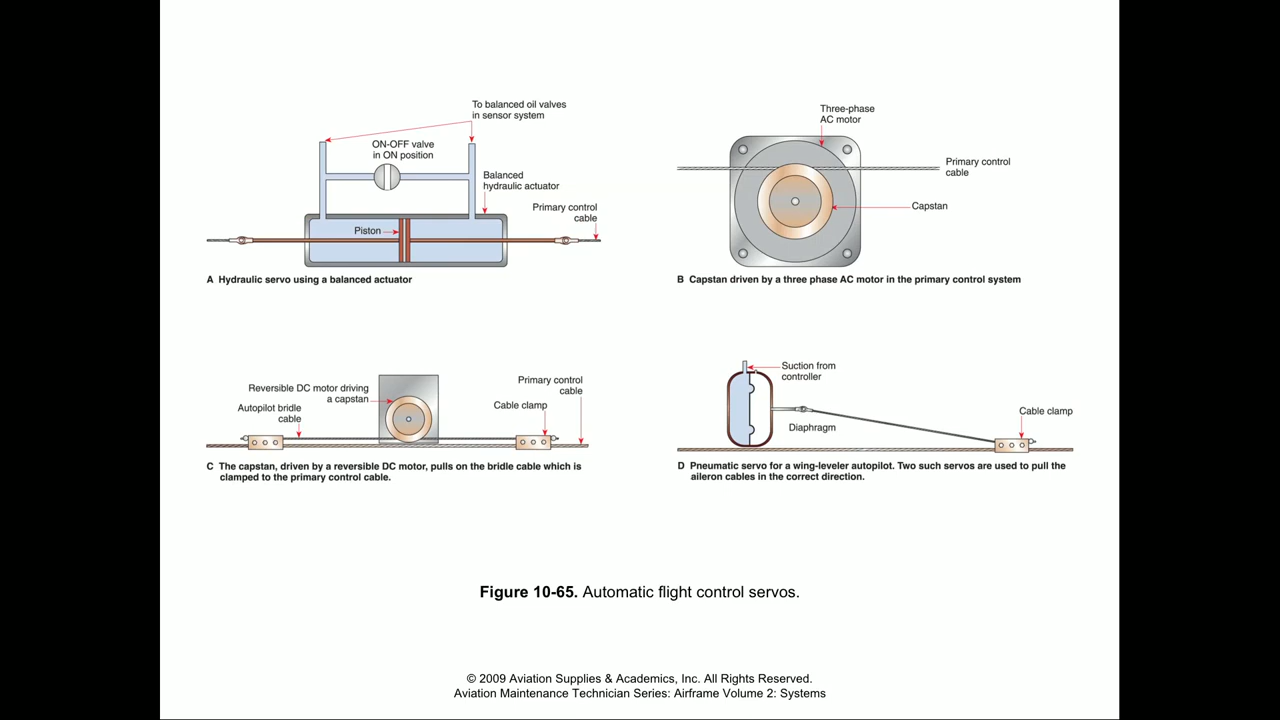 To balanced oil valves
in sensor system
ON-OFF valve
in ON position
Balanced
hydraulic actuator
Primary control
cable
Piston
A Hydraulic servo using a balanced actuator
Three-phase
AC motor
Primary control
cable
Capstan
B Capstan driven by a three phase AC motor in the primary control system
Reversible DC motor driving
a capstan
Primary control
cable
Autopilot bridle
cable
Cable clamp
C The capstan, driven by a reversible DC motor, pulls on the bridle cable which is
clamped to the primary control cable.
Suction from
controller
Cable clamp
Diaphragm
D Pneumatic servo for a wing-leveler autopilot. Two such servos are used to pull the
aileron cables in the correct direction.
Figure 10-65. Automatic flight control servos.
© 2009 Aviation Supplies & Academics, Inc. All Rights Reserved.
Aviation Maintenance Technician Series: Airframe Volume 2: Systems